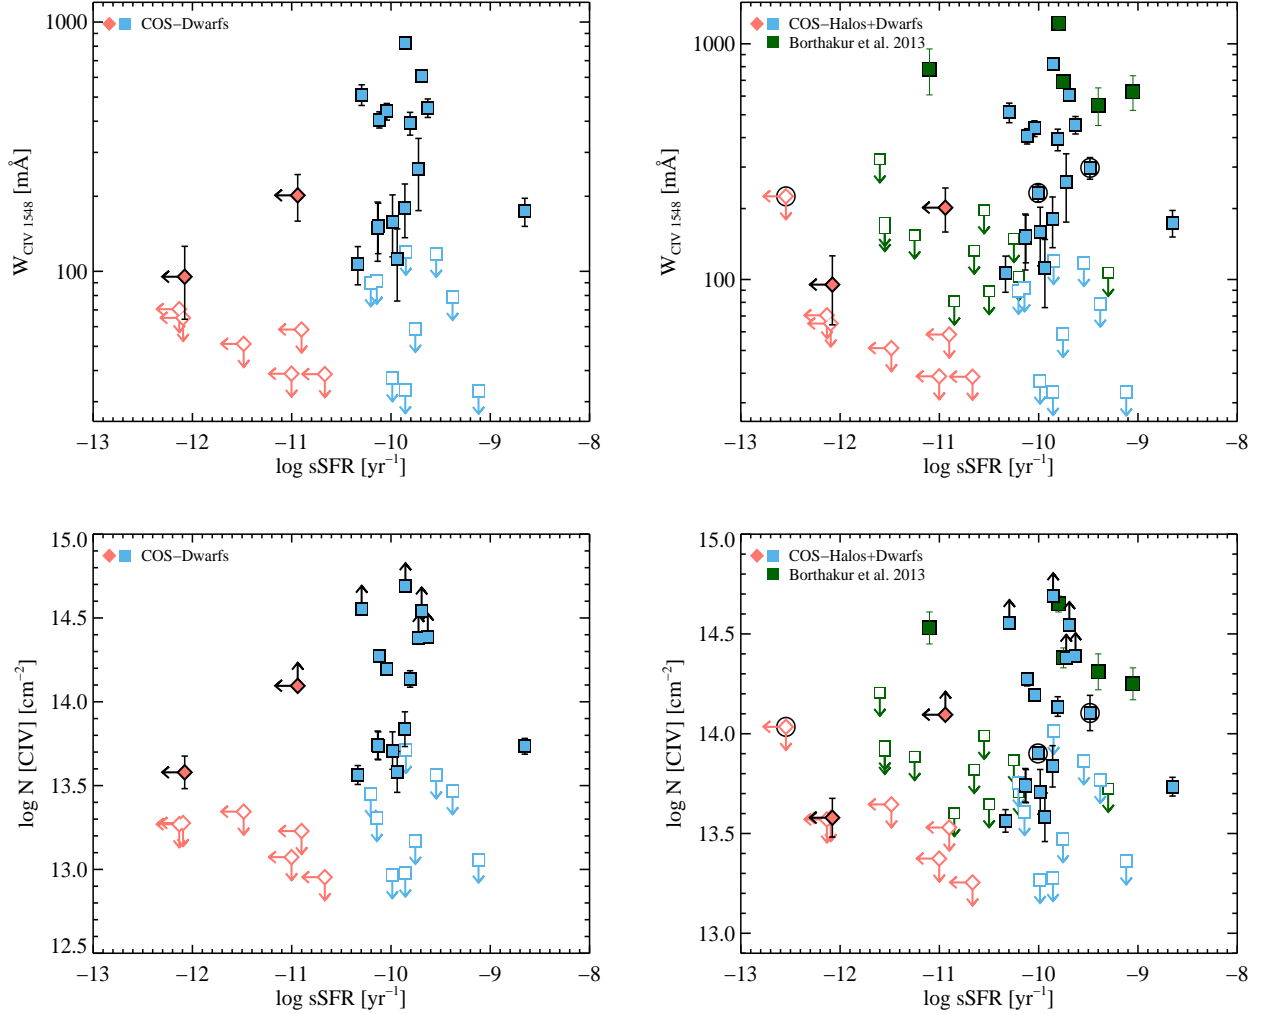 1000
100
W_CIV 1548 [mÅ]
COS−Dwarfs
−13 −12 −11 −10 −9 −8
log sSFR [yr⁻¹]
1000
100
W_CIV 1548 [mÅ]
COS−Halos+Dwarfs
Borthakur et al. 2013
−13 −12 −11 −10 −9 −8
log sSFR [yr⁻¹]
15.0
14.5
14.0
13.5
13.0
12.5
log N [CIV] [cm⁻²]
COS−Dwarfs
−13 −12 −11 −10 −9 −8
log sSFR [yr⁻¹]
15.0
14.5
14.0
13.5
13.0
log N [CIV] [cm⁻²]
COS−Halos+Dwarfs
Borthakur et al. 2013
−13 −12 −11 −10 −9 −8
log sSFR [yr⁻¹]